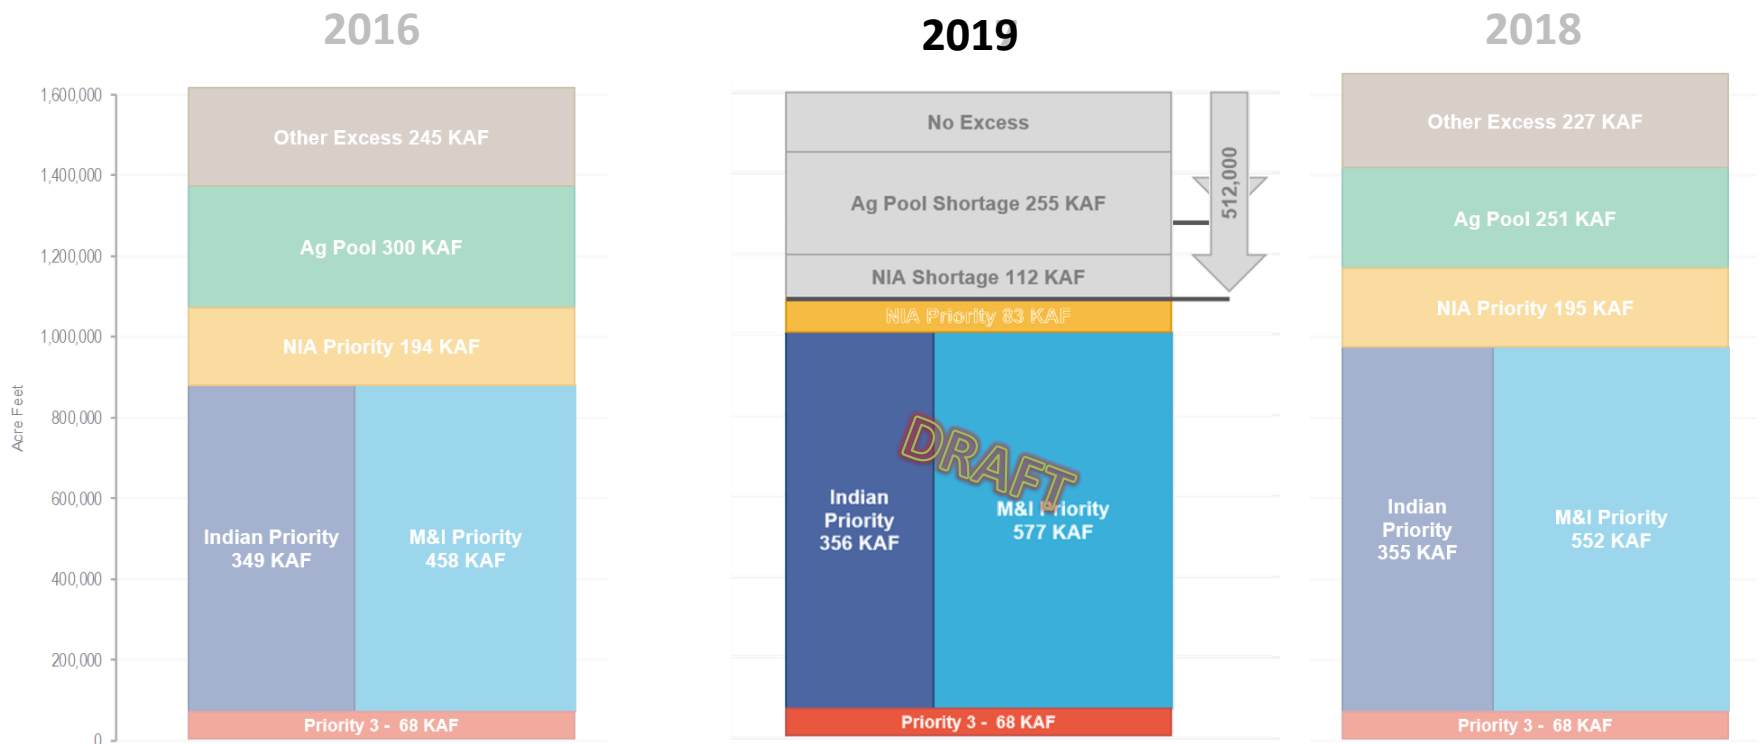 2016
2019
2018
1,600,000
1,400,000
1,200,000
1,000,000
800,000
600,000
400,000
200,000
0
Acre Feet
Other Excess 245 KAF
Ag Pool 300 KAF
NIA Priority 194 KAF
Indian Priority
349 KAF
M&I Priority
458 KAF
Priority 3 - 68 KAF
No Excess
Ag Pool Shortage 255 KAF
NIA Shortage 112 KAF
512,000
NIA Priority 83 KAF
DRAFT
Indian
Priority
356 KAF
M&I Priority
577 KAF
Priority 3 - 68 KAF
Other Excess 227 KAF
Ag Pool 251 KAF
NIA Priority 195 KAF
Indian
Priority
355 KAF
M&I Priority
552 KAF
Priority 3 - 68 KAF